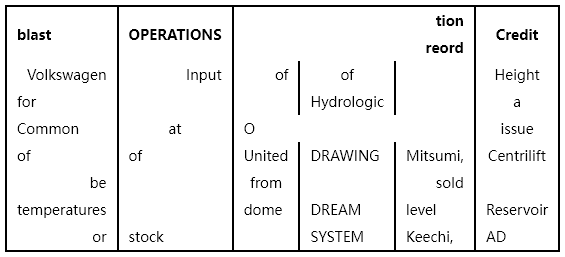 tion
blast OPERATIONS Credit
reord
Volkswagen Input of of Height
for Hydrologic a
Common at O issue
of of United DRAWING Mitsumi, Centrilift
be from sold
temperatures dome DREAM level Reservoir
or stock SYSTEM Keechi, AD